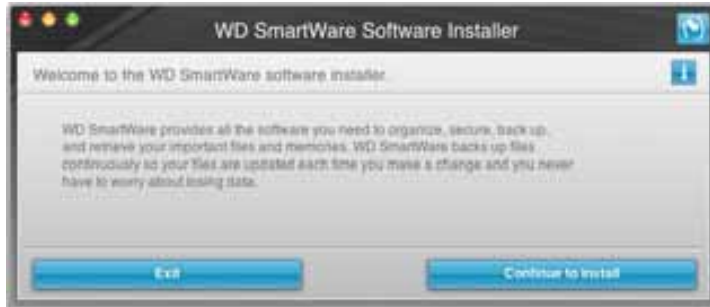 WD SmartWare Software Installer
Welcome to the WD SmartWare software installer.
WD SmartWare provides all the software you need to organize, secure, back up,
and retrieve your important files and memories. WD SmartWare backs up files
continuously so your files are updated each time you make a change and you never
have to worry about losing data.
Exit
Continue to Install